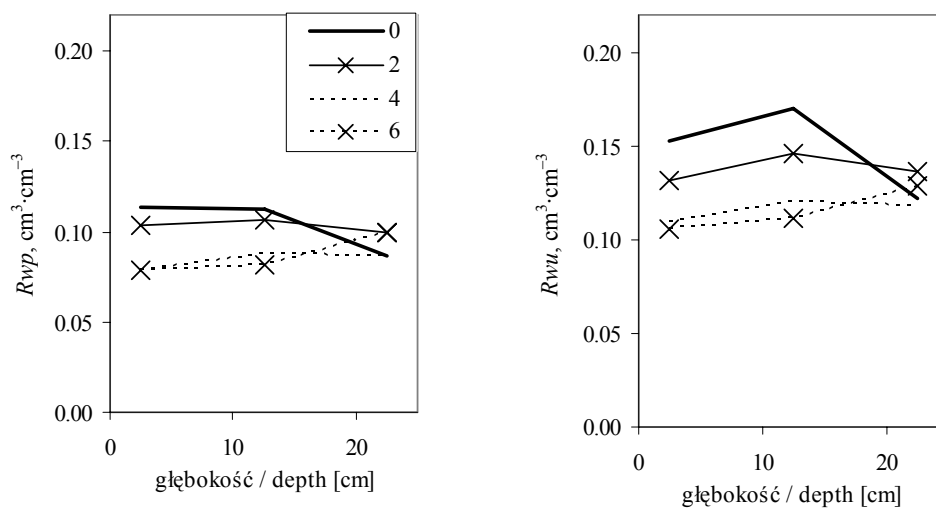 0.20
0.15
0.10
0.05
0.00
Rwp, cm³·cm⁻³
0
2
4
6
0 10 20
głębokość / depth [cm]
0.20
0.15
0.10
0.05
0.00
Rwu, cm³·cm⁻³
0 10 20
głębokość / depth [cm]